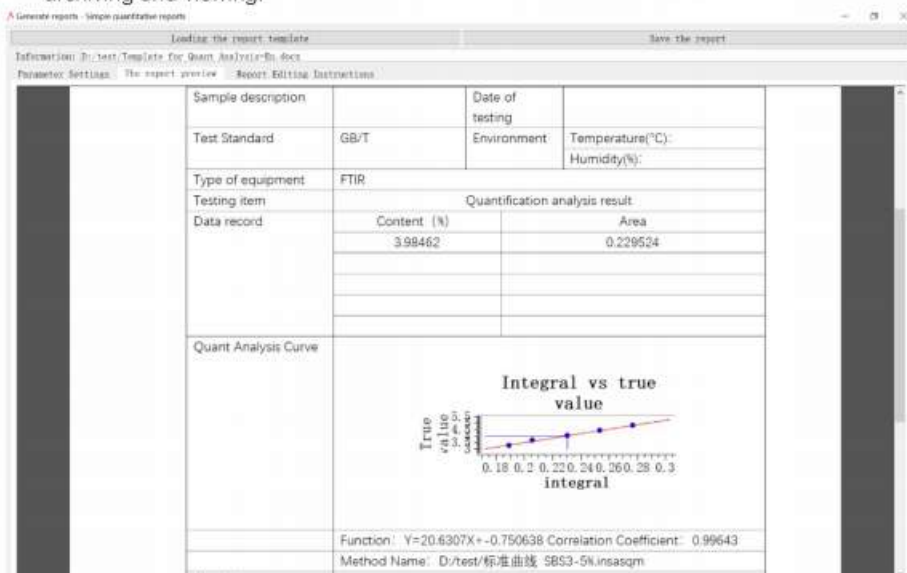 archiving and viewing.
Generate reports - Simple quantitative reports
Loading the report template Save the report
Information: D:/test/Template for Quant Analysis-En.docx
Parameter Settings The report preview Report Editing Instructions
Sample description Date of testing
Test Standard GB/T Environment Temperature(°C):
Humidity(%):
Type of equipment FTIR
Testing item Quantification analysis result
Data record Content (%) Area
3.98462 0.229524
Quant Analysis Curve
Integral vs true
value
True
value
0.18 0.2 0.22 0.24 0.26 0.28 0.3
integral
Function: Y=20.6307X+-0.750638 Correlation Coefficient: 0.99643
Method Name: D:/test/标准曲线 SBS3-5%.insasqm